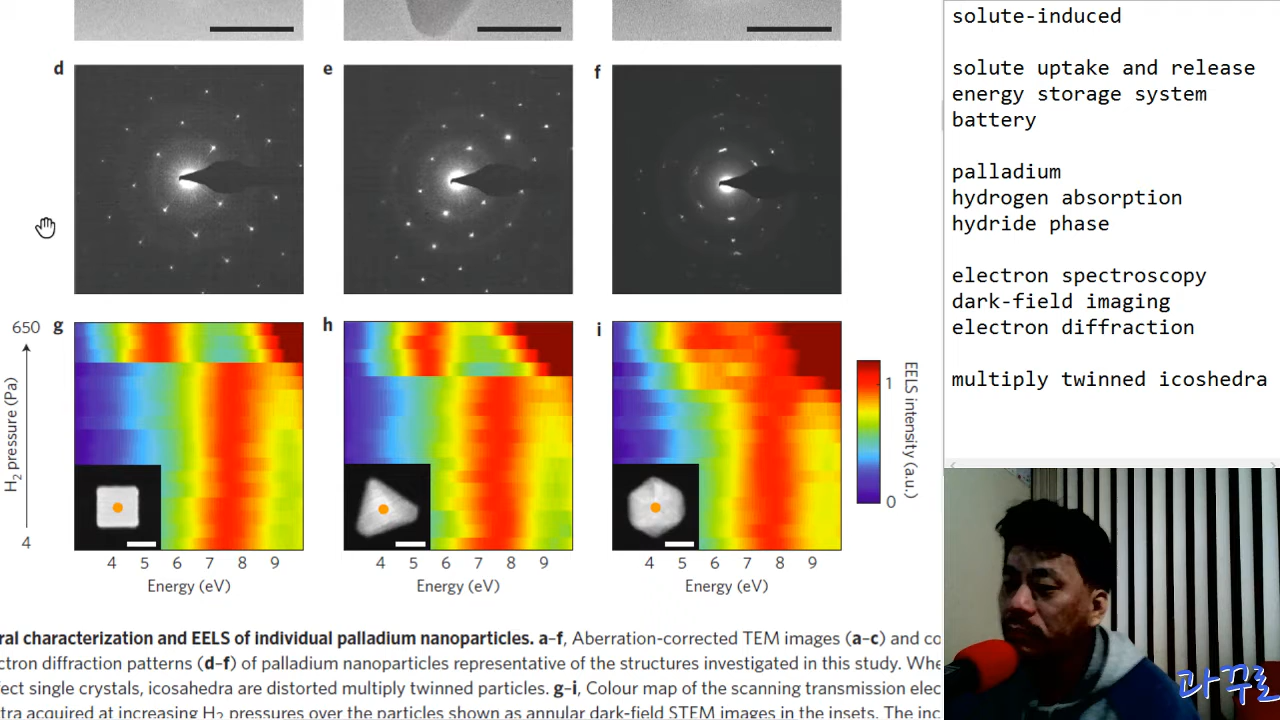 d
e
f
650
g
h
i
H2 pressure (Pa)
4
4 5 6 7 8 9
Energy (eV)
4 5 6 7 8 9
Energy (eV)
4 5 6 7 8 9
Energy (eV)
1
0
EELS intensity (a.u.)
ral characterization and EELS of individual palladium nanoparticles. a–f, Aberration-corrected TEM images (a–c) and co
ctron diffraction patterns (d–f) of palladium nanoparticles representative of the structures investigated in this study. Whe
fect single crystals, icosahedra are distorted multiply twinned particles. g–i, Colour map of the scanning transmission elec
tra acquired at increasing H2 pressures over the particles shown as annular dark-field STEM images in the insets. The inc
solute-induced
solute uptake and release
energy storage system
battery
palladium
hydrogen absorption
hydride phase
electron spectroscopy
dark-field imaging
electron diffraction
multiply twinned icoshedra
과꾸로